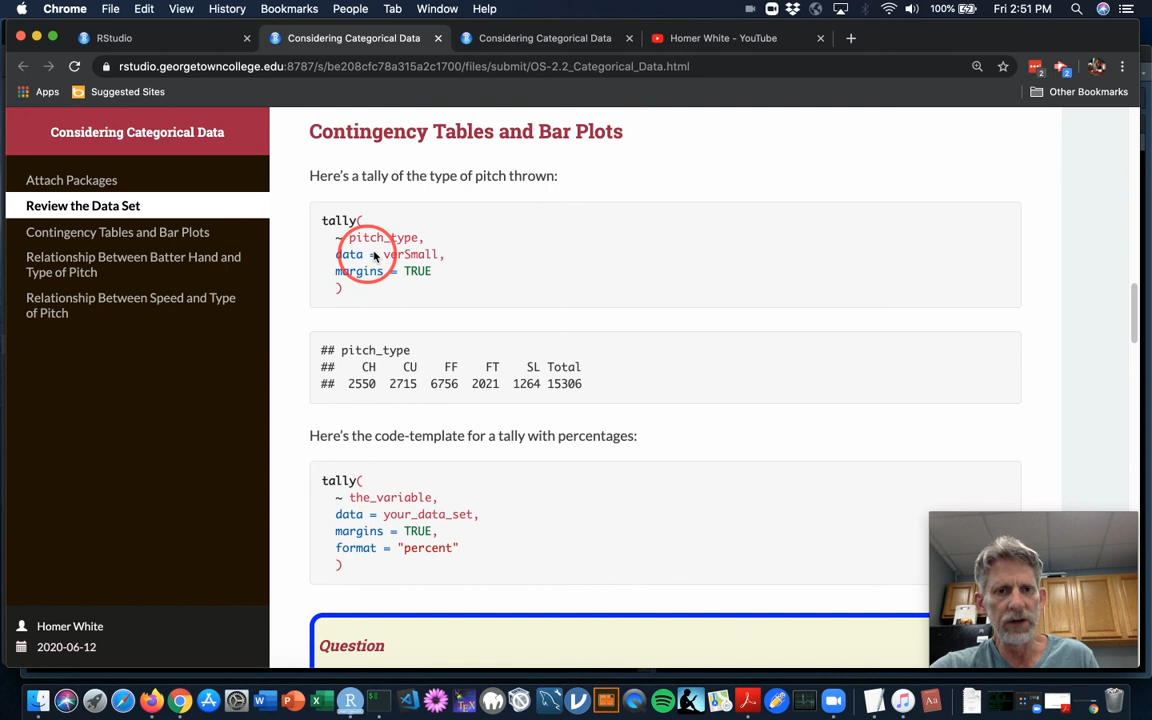 Chrome File Edit View History Bookmarks People Tab Window Help 100% Fri 2:51 PM
RStudio Considering Categorical Data Considering Categorical Data Homer White - YouTube
rstudio.georgetowncollege.edu:8787/s/be208cfc78a315a2c1700/files/submit/OS-2.2_Categorical_Data.html 2 2
Apps Suggested Sites Other Bookmarks
Considering Categorical Data
Attach Packages
Review the Data Set
Contingency Tables and Bar Plots
Relationship Between Batter Hand and
Type of Pitch
Relationship Between Speed and Type
of Pitch
Homer White
2020-06-12
Contingency Tables and Bar Plots
Here's a tally of the type of pitch thrown:
tally(
~ pitch_type,
data = verSmall,
margins = TRUE
)
## pitch_type
## CH CU FF FT SL Total
## 2550 2715 6756 2021 1264 15306
Here's the code-template for a tally with percentages:
tally(
~ the_variable,
data = your_data_set,
margins = TRUE,
format = "percent"
)
Question